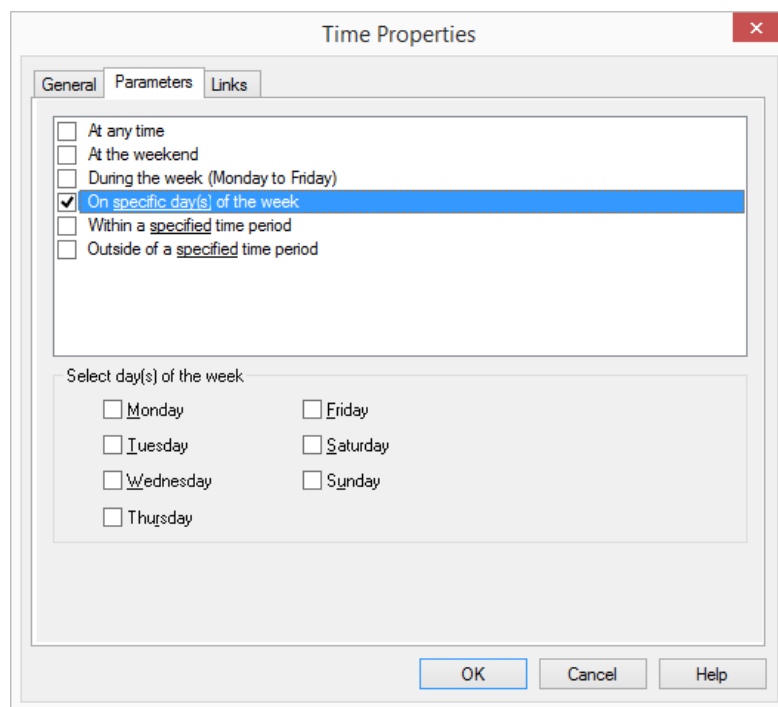 Time Properties
General Parameters Links
At any time
At the weekend
During the week (Monday to Friday)
On specific day(s) of the week
Within a specified time period
Outside of a specified time period
Select day(s) of the week
Monday Friday
Tuesday Saturday
Wednesday Sunday
Thursday
OK Cancel Help